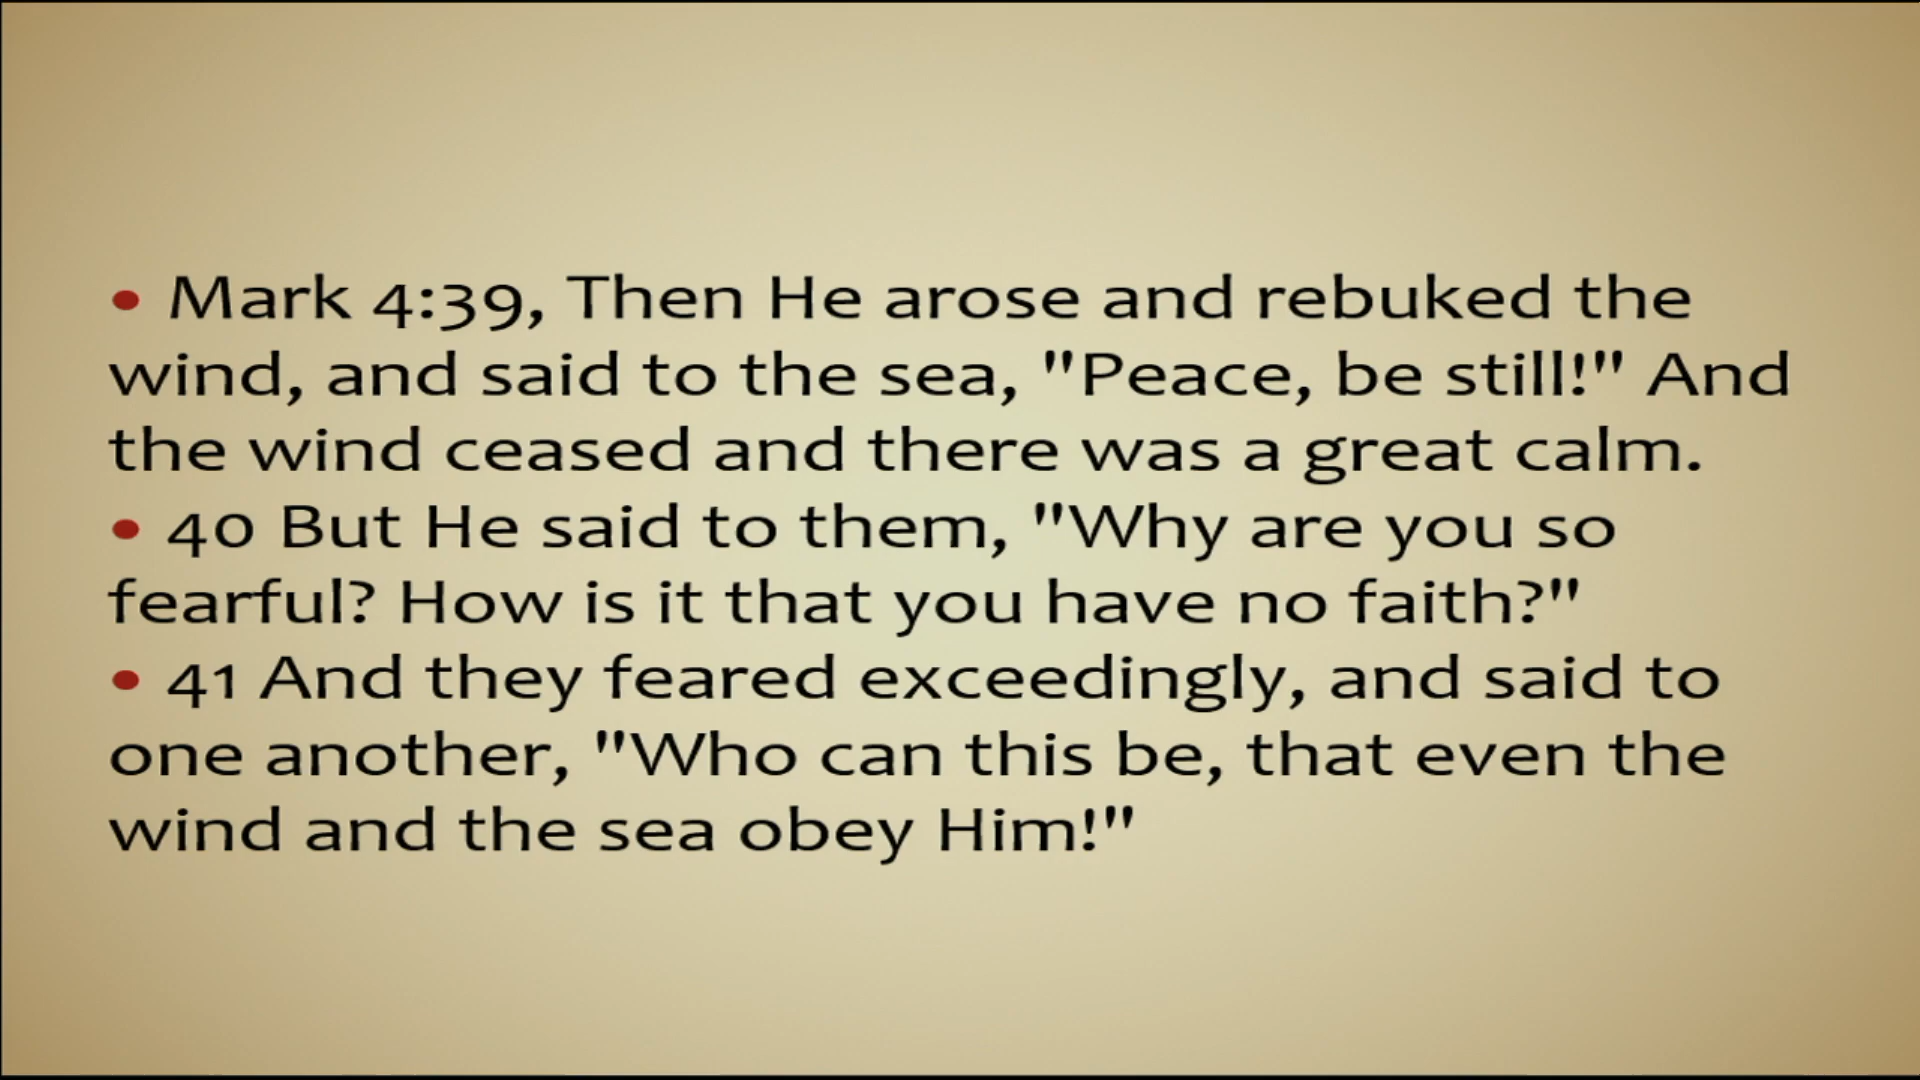 • Mark 4:39, Then He arose and rebuked the
wind, and said to the sea, "Peace, be still!" And
the wind ceased and there was a great calm.
• 40 But He said to them, "Why are you so
fearful? How is it that you have no faith?"
• 41 And they feared exceedingly, and said to
one another, "Who can this be, that even the
wind and the sea obey Him!"